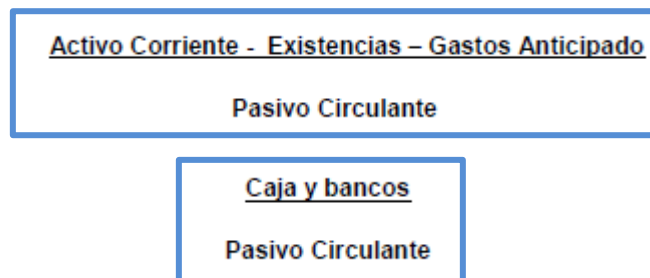 Activo Corriente - Existencias – Gastos Anticipado
Pasivo Circulante
Caja y bancos
Pasivo Circulante